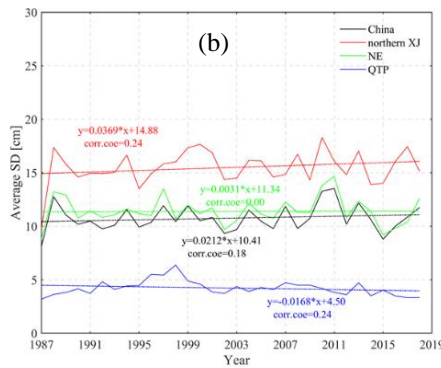 (b)
China
northern XJ
NE
QTP
y=0.0369*x+14.88
corr.coe=0.24
y=0.0031*x+11.34
corr.coe=0.00
y=0.0212*x+10.41
corr.coe=0.18
y=-0.0168*x+4.50
corr.coe=0.24
Average SD [cm]
30
25
20
15
10
5
0
1987 1991 1995 1999 2003 2007 2011 2015 2019
Year